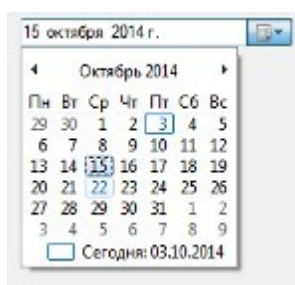 15 октября 2014 г.
Октябрь 2014
Пн Вт Ср Чт Пт Сб Вс
29 30 1 2 3 4 5
6 7 8 9 10 11 12
13 14 15 16 17 18 19
20 21 22 23 24 25 26
27 28 29 30 31 1 2
3 4 5 6 7 8 9
Сегодня: 03.10.2014